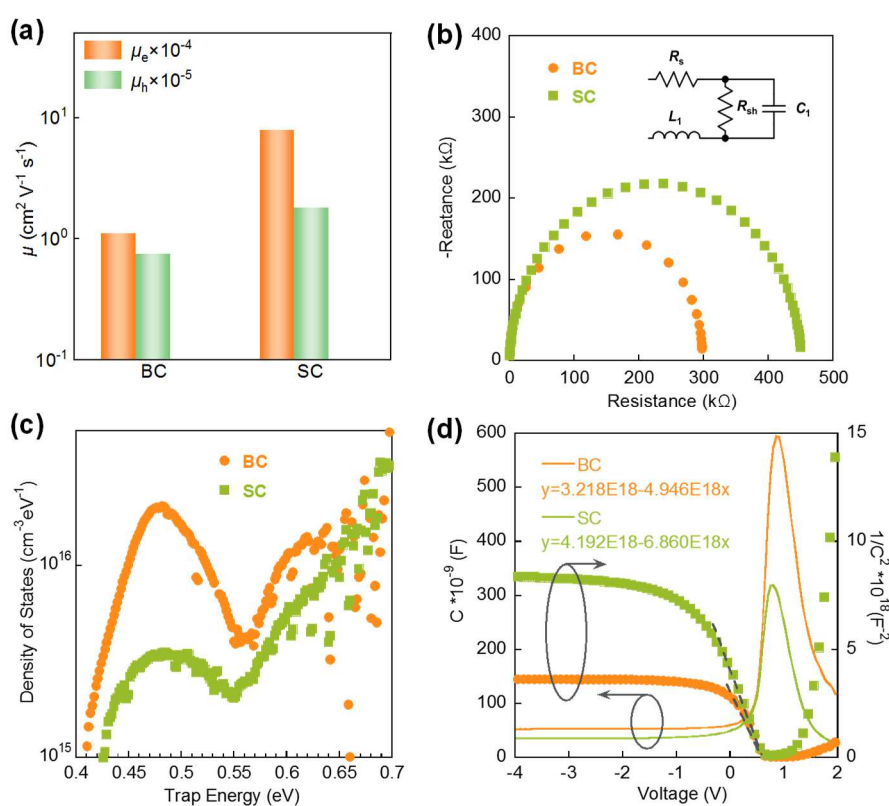 (a)
μe×10-4
μh×10-5
μ (cm2 V-1 s-1)
101
100
10-1
BC
SC
(b)
BC
SC
Rs
Rsh
C1
L1
-Reatance (kΩ)
400
300
200
100
0
0
100
200
300
400
500
Resistance (kΩ)
(c)
BC
SC
Density of States (cm-3eV-1)
1016
1015
0.4
0.45
0.5
0.55
0.6
0.65
0.7
Trap Energy (eV)
(d)
BC
y=3.218E18-4.946E18x
SC
y=4.192E18-6.860E18x
C *10-9 (F)
600
500
400
300
200
100
0
15
10
5
0
1/C2 *1018(F-2)
-4
-3
-2
-1
0
1
2
Voltage (V)